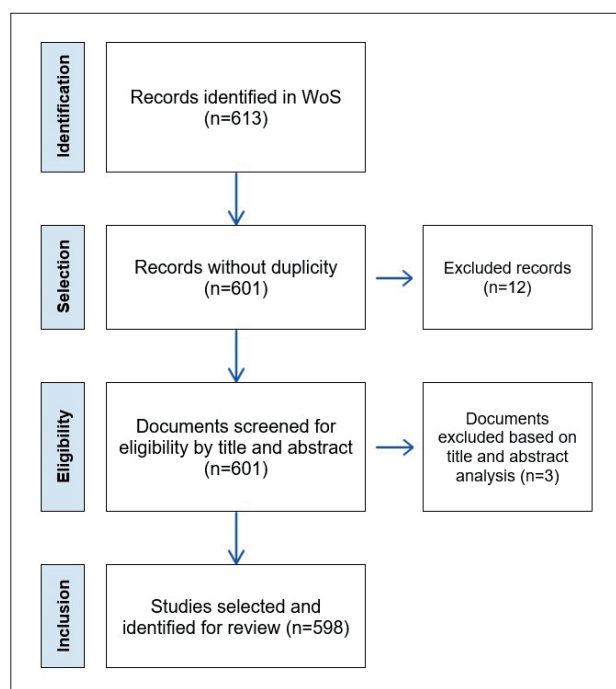 Identification
Records identified in WoS
(n=613)
Selection
Records without duplicity
(n=601)
Excluded records
(n=12)
Eligibility
Documents screened for
eligibility by title and abstract
(n=601)
Documents
excluded based on
title and abstract
analysis (n=3)
Inclusion
Studies selected and
identified for review (n=598)